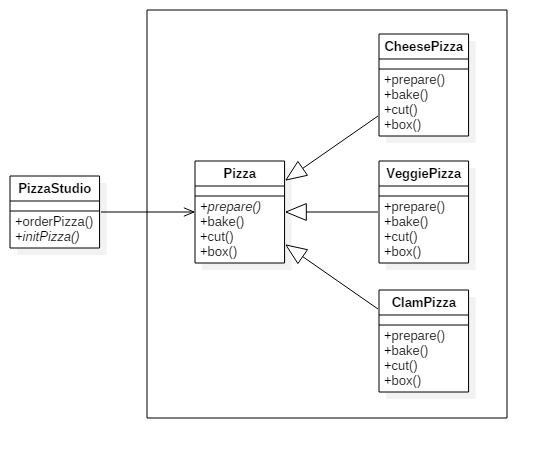 PizzaStudio
+orderPizza()
+initPizza()
Pizza
+prepare()
+bake()
+cut()
+box()
CheesePizza
+prepare()
+bake()
+cut()
+box()
VeggiePizza
+prepare()
+bake()
+cut()
+box()
ClamPizza
+prepare()
+bake()
+cut()
+box()